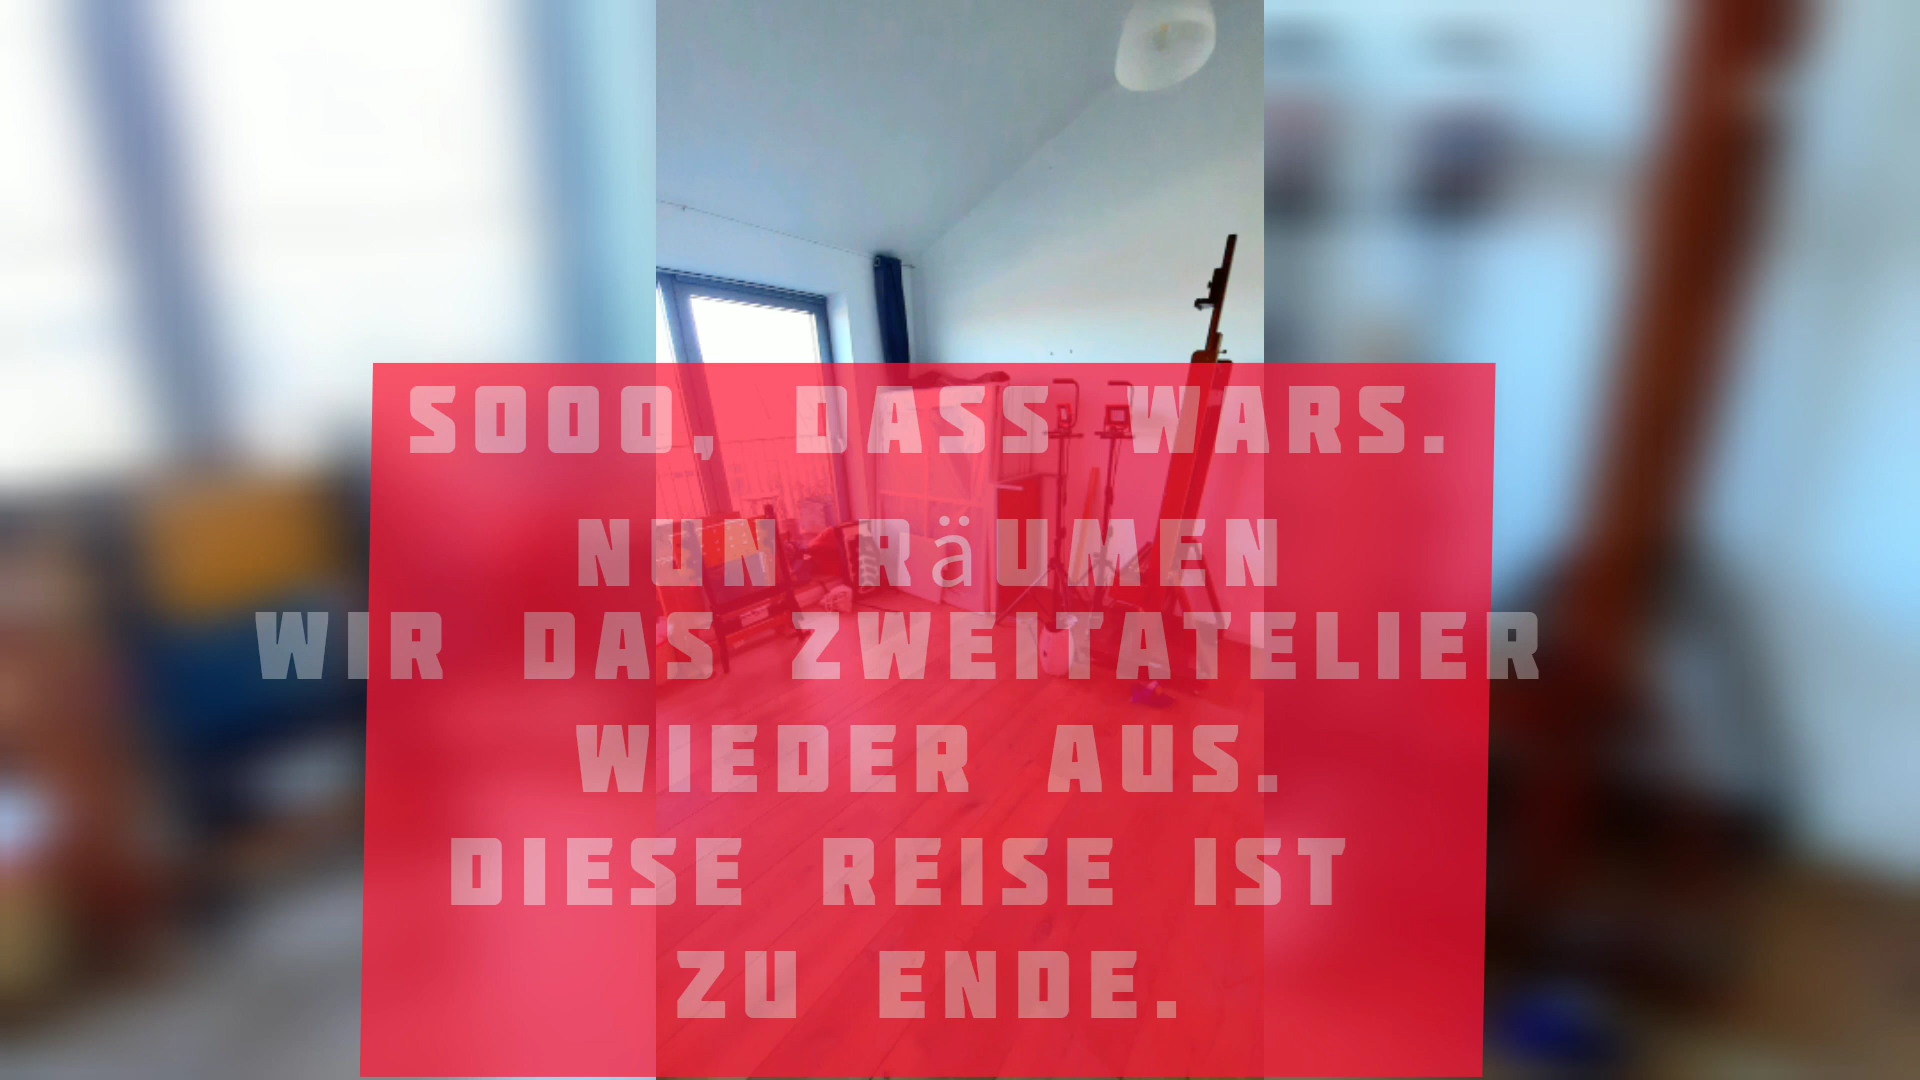 SOOO, DASS WARS.
NUN RäUMEN
WIR DAS ZWEITATELIER
WIEDER AUS.
DIESE REISE IST
ZU ENDE.